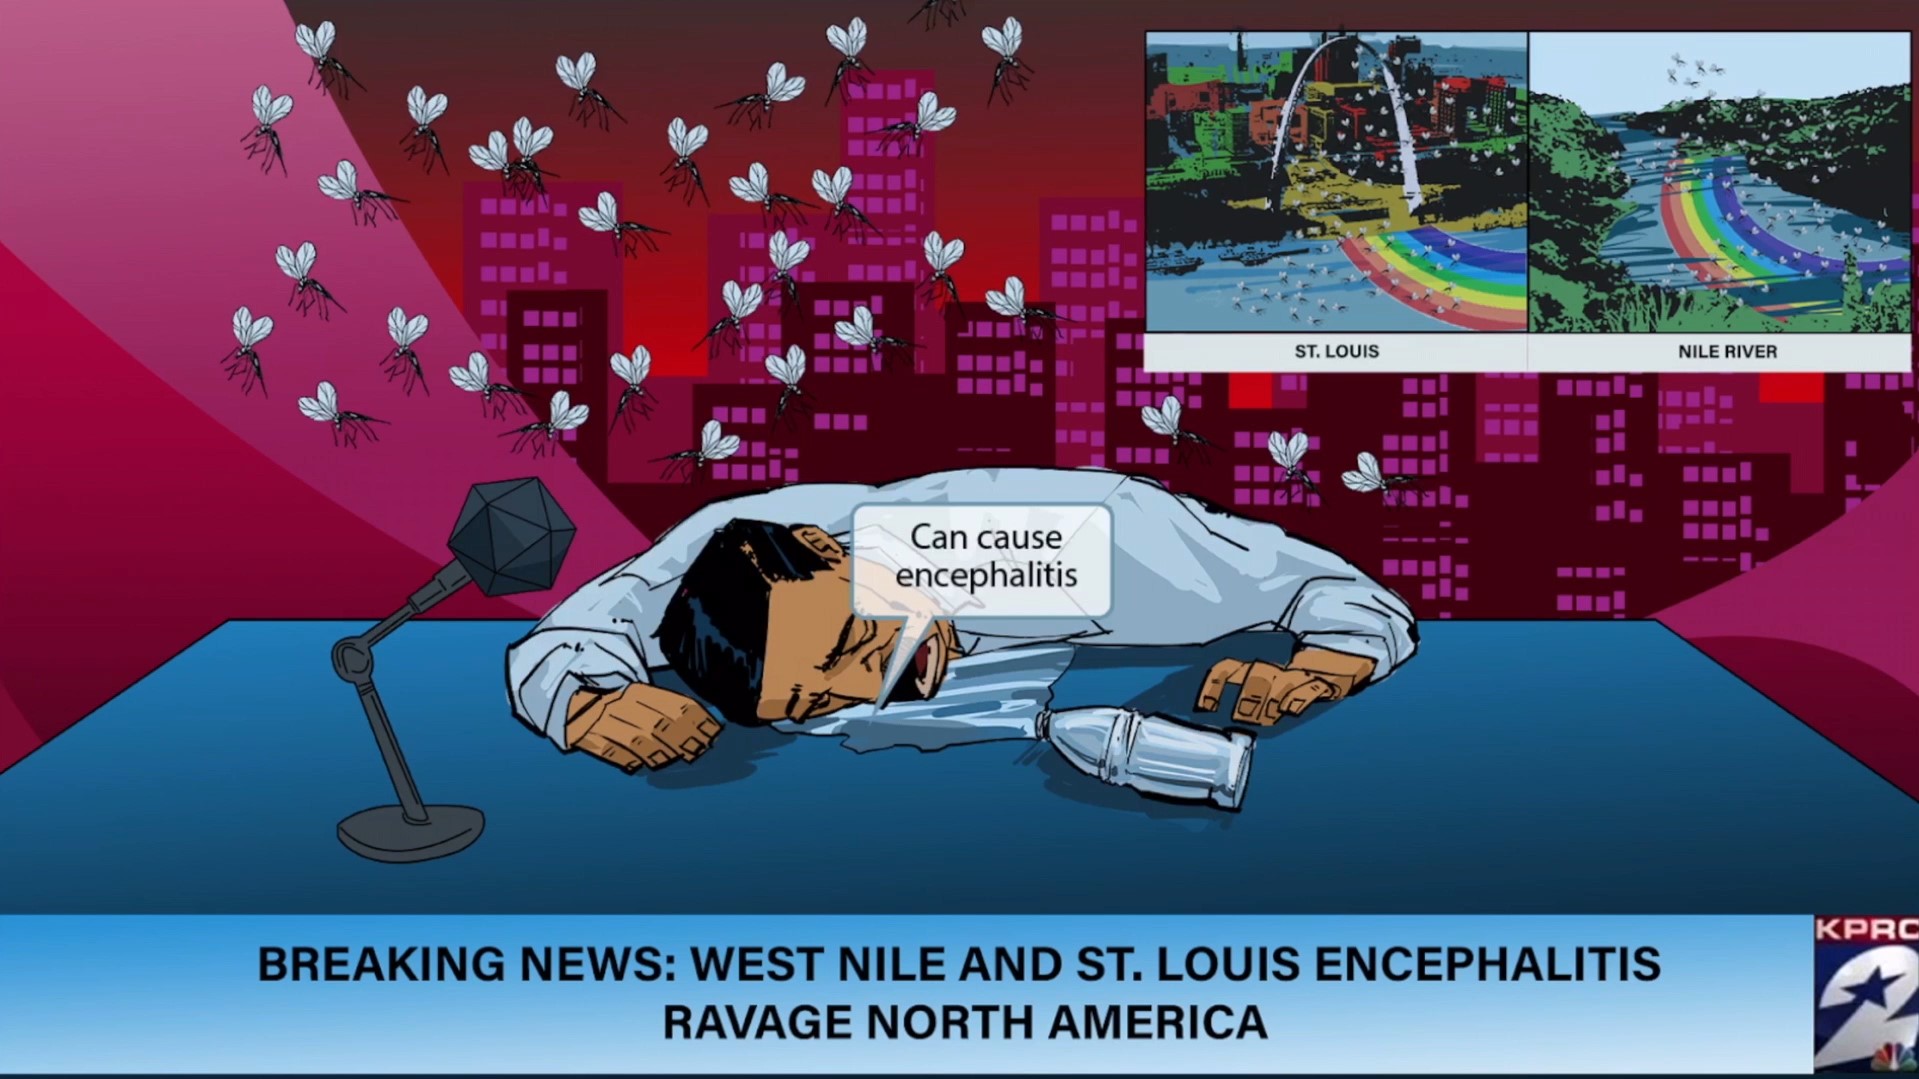 ST. LOUIS
NILE RIVER
Can cause
encephalitis
BREAKING NEWS: WEST NILE AND ST. LOUIS ENCEPHALITIS
RAVAGE NORTH AMERICA
KPRC
2